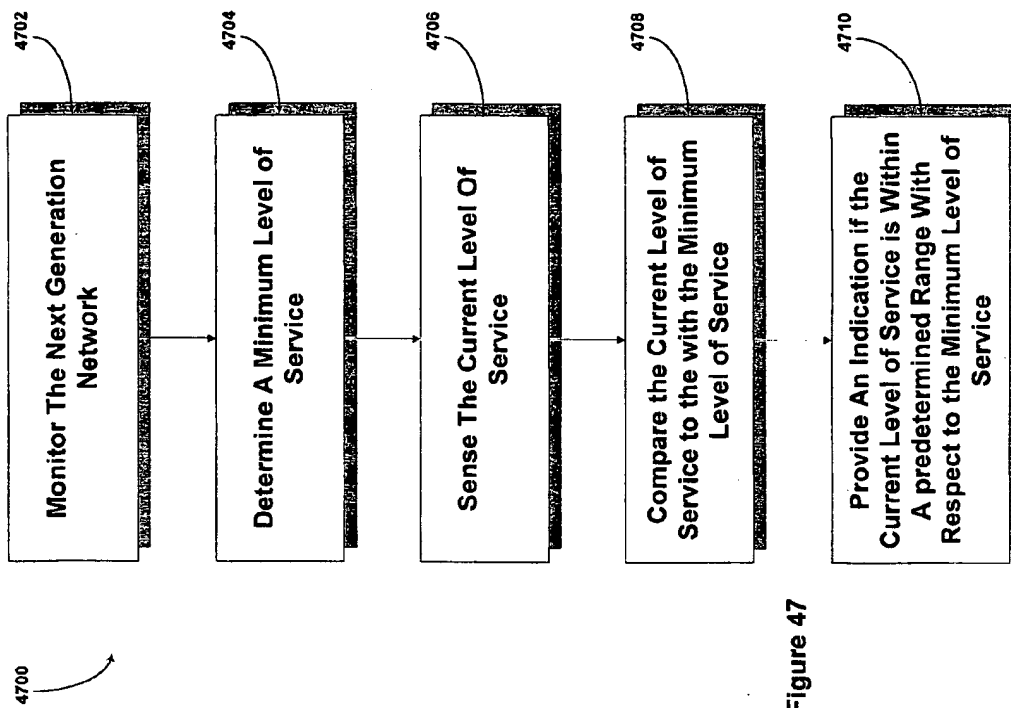 4700
Monitor The Next Generation
Network
4702
Determine A Minimum Level of
Service
4704
Sense The Current Level Of
Service
4706
Compare the Current Level of
Service to the with the Minimum
Level of Service
4708
Provide An Indication if the
Current Level of Service is Within
A predetermined Range With
Respect to the Minimum Level of
Service
4710
Figure 47